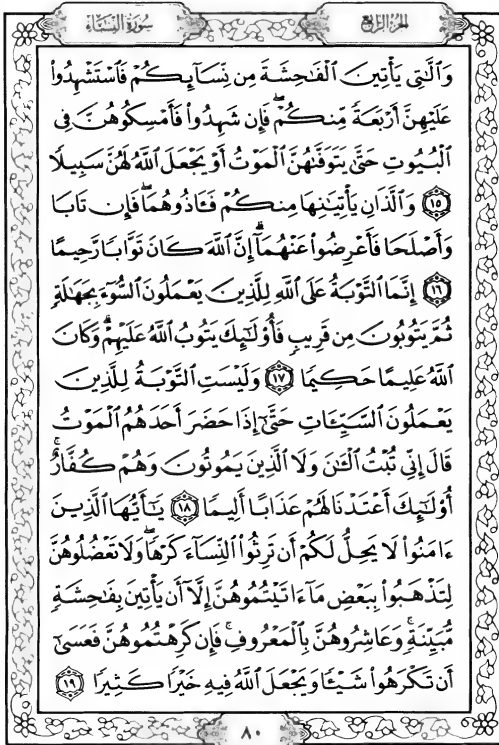 الجزء الرابع
سورة النساء
وَٱلَّٰتِى يَأْتِينَ ٱلْفَٰحِشَةَ مِن نِّسَآئِكُمْ فَٱسْتَشْهِدُوا۟
عَلَيْهِنَّ أَرْبَعَةً مِّنكُمْ ۖ فَإِن شَهِدُوا۟ فَأَمْسِكُوهُنَّ فِى
ٱلْبُيُوتِ حَتَّىٰ يَتَوَفَّىٰهُنَّ ٱلْمَوْتُ أَوْ يَجْعَلَ ٱللَّهُ لَهُنَّ سَبِيلًا
١٥ وَٱلَّذَانِ يَأْتِيَٰنِهَا مِنكُمْ فَـَٔاذُوهُمَا ۖ فَإِن تَابَا
وَأَصْلَحَا فَأَعْرِضُوا۟ عَنْهُمَآ ۗ إِنَّ ٱللَّهَ كَانَ تَوَّابًا رَّحِيمًا
١٦ إِنَّمَا ٱلتَّوْبَةُ عَلَى ٱللَّهِ لِلَّذِينَ يَعْمَلُونَ ٱلسُّوٓءَ بِجَهَٰلَةٍ
ثُمَّ يَتُوبُونَ مِن قَرِيبٍ فَأُو۟لَٰٓئِكَ يَتُوبُ ٱللَّهُ عَلَيْهِمْ ۗ وَكَانَ
ٱللَّهُ عَلِيمًا حَكِيمًا ١٧ وَلَيْسَتِ ٱلتَّوْبَةُ لِلَّذِينَ
يَعْمَلُونَ ٱلسَّيِّـَٔاتِ حَتَّىٰٓ إِذَا حَضَرَ أَحَدَهُمُ ٱلْمَوْتُ
قَالَ إِنِّى تُبْتُ ٱلْـَٰٔنَ وَلَا ٱلَّذِينَ يَمُوتُونَ وَهُمْ كُفَّارٌ ۚ
أُو۟لَٰٓئِكَ أَعْتَدْنَا لَهُمْ عَذَابًا أَلِيمًا ١٨ يَٰٓأَيُّهَا ٱلَّذِينَ
ءَامَنُوا۟ لَا يَحِلُّ لَكُمْ أَن تَرِثُوا۟ ٱلنِّسَآءَ كَرْهًا ۖ وَلَا تَعْضُلُوهُنَّ
لِتَذْهَبُوا۟ بِبَعْضِ مَآ ءَاتَيْتُمُوهُنَّ إِلَّآ أَن يَأْتِينَ بِفَٰحِشَةٍ
مُّبَيِّنَةٍ ۚ وَعَاشِرُوهُنَّ بِٱلْمَعْرُوفِ ۚ فَإِن كَرِهْتُمُوهُنَّ فَعَسَىٰٓ
أَن تَكْرَهُوا۟ شَيْـًٔا وَيَجْعَلَ ٱللَّهُ فِيهِ خَيْرًا كَثِيرًا ١٩
٨٠